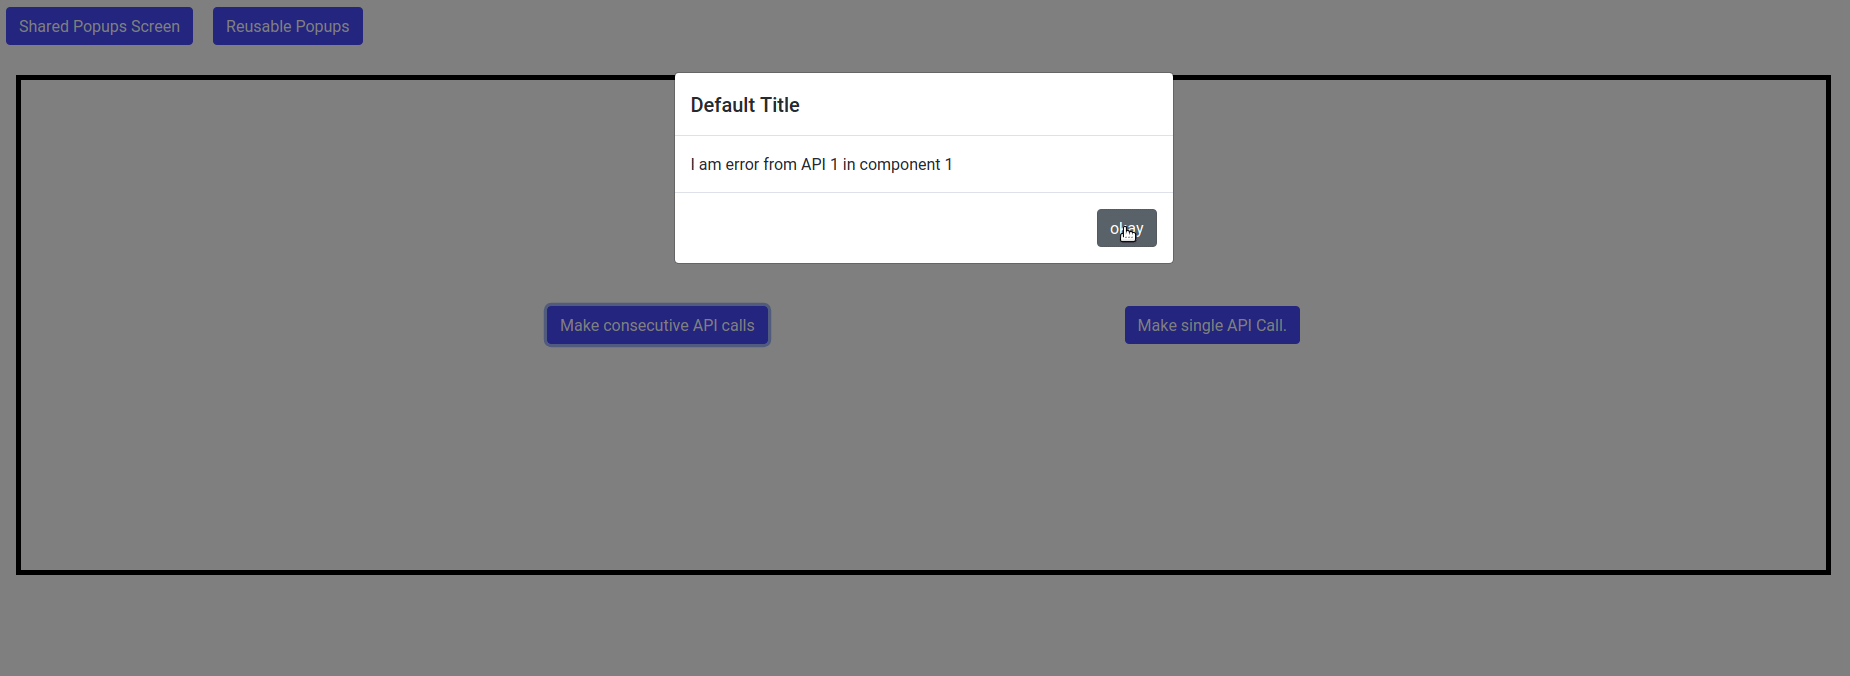 Shared Popups Screen
Reusable Popups
Default Title
I am error from API 1 in component 1
okay
Make consecutive API calls
Make single API Call.